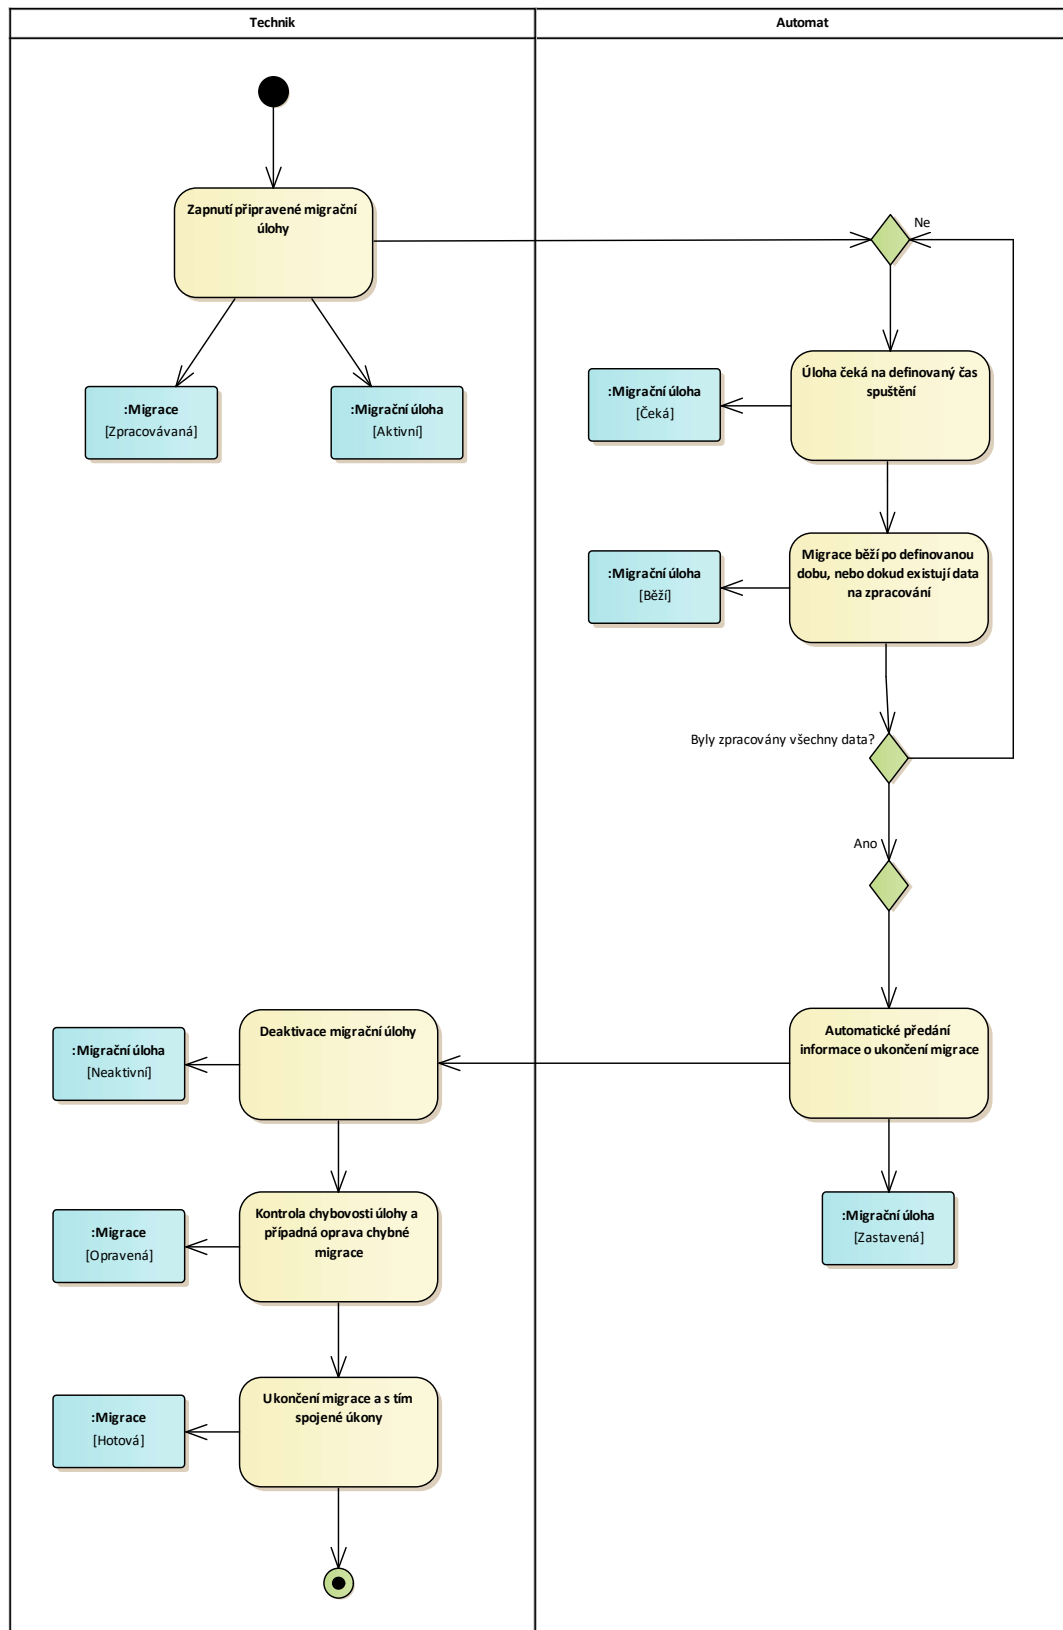 Technik
Automat
Zapnutí připravené migrační
úlohy
Ne
:Migrace
[Zpracovávaná]
:Migrační úloha
[Aktivní]
Úloha čeká na definovaný čas
spuštění
:Migrační úloha
[Čeká]
Migrace běží po definovanou
dobu, nebo dokud existují data
na zpracování
:Migrační úloha
[Běží]
Byly zpracovány všechny data?
Ano
Automatické předání
informace o ukončení migrace
Deaktivace migrační úlohy
:Migrační úloha
[Neaktivní]
:Migrační úloha
[Zastavená]
Kontrola chybovosti úlohy a
případná oprava chybné
migrace
:Migrace
[Opravená]
Ukončení migrace a s tím
spojené úkony
:Migrace
[Hotová]